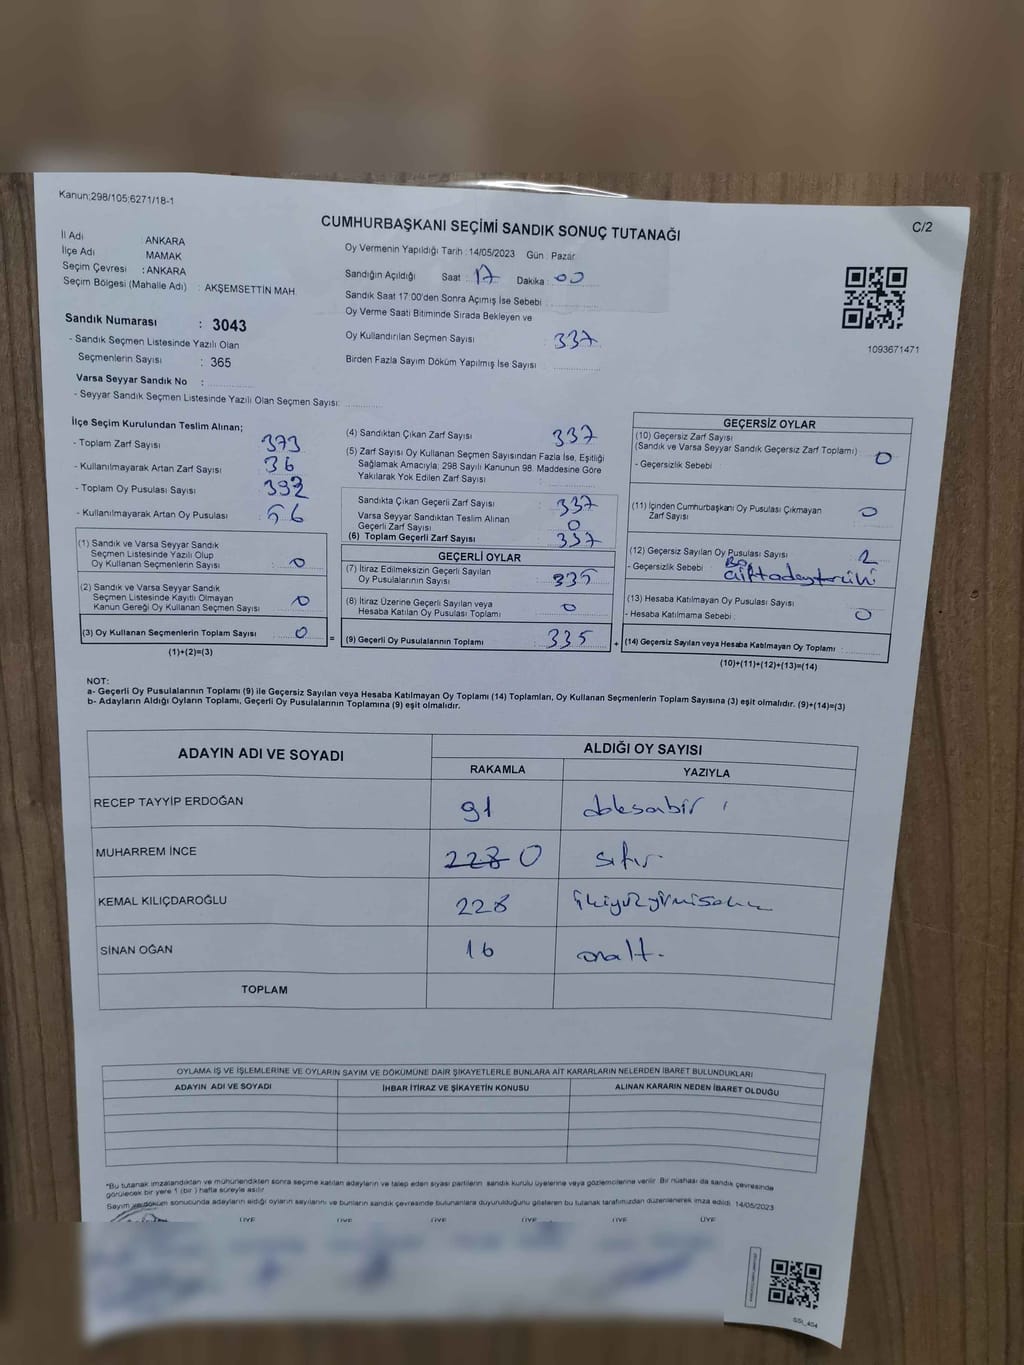 Kanun;298/105;6271/18-1
C/2
CUMHURBAŞKANI SEÇİMİ SANDIK SONUÇ TUTANAĞI
İl Adı ANKARA
İlçe Adı : MAMAK
Seçim Çevresi : ANKARA
Seçim Bölgesi (Mahalle Adı) : AKŞEMSETTİN MAH.
Oy Vermenin Yapıldığı Tarih : 14/05/2023 Gün : Pazar
Sandığın Açıldığı Saat : 17 Dakika : 00
Sandık Saat 17:00'den Sonra Açımış İse Sebebi :
Oy Verme Saati Bitiminde Sırada Bekleyen ve
Oy Kullandırılan Seçmen Sayısı 337
Birden Fazla Sayım Döküm Yapılmış İse Sayısı
1093671471
Sandık Numarası : 3043
- Sandık Seçmen Listesinde Yazılı Olan
Seçmenlerin Sayısı : 365
Varsa Seyyar Sandık No :
- Seyyar Sandık Seçmen Listesinde Yazılı Olan Seçmen Sayısı:
İlçe Seçim Kurulundan Teslim Alınan;
- Toplam Zarf Sayısı 373
- Kullanılmayarak Artan Zarf Sayısı : 36
- Toplam Oy Pusulası Sayısı : 392
- Kullanılmayarak Artan Oy Pusulası : 56
(1) Sandık ve Varsa Seyyar Sandık
Seçmen Listesinde Yazılı Olup
Oy Kullanan Seçmenlerin Sayısı : 0
(2) Sandık ve Varsa Seyyar Sandık
Seçmen Listesinde Kayıtlı Olmayan
Kanun Gereği Oy Kullanan Seçmen Sayısı : 0
(3) Oy Kullanan Seçmenlerin Toplam Sayısı : 0 =
(1)+(2)=(3)
(4) Sandıktan Çıkan Zarf Sayısı 337
(5) Zarf Sayısı Oy Kullanan Seçmen Sayısından Fazla İse, Eşitliği
Sağlamak Amacıyla; 298 Sayılı Kanunun 98. Maddesine Göre
Yakılarak Yok Edilen Zarf Sayısı :
Sandıkta Çıkan Geçerli Zarf Sayısı : 337
Varsa Seyyar Sandıktan Teslim Alınan
Geçerli Zarf Sayısı : 0
(6) Toplam Geçerli Zarf Sayısı : 337
GEÇERLİ OYLAR
(7) İtiraz Edilmeksizin Geçerli Sayılan
Oy Pusulalarının Sayısı : 335
(8) İtiraz Üzerine Geçerli Sayılan veya
Hesaba Katılan Oy Pusulası Toplamı : 0
(9) Geçerli Oy Pusulalarının Toplamı : 335 +
GEÇERSİZ OYLAR
(10) Geçersiz Zarf Sayısı
(Sandık ve Varsa Seyyar Sandık Geçersiz Zarf Toplamı) : 0
- Geçersizlik Sebebi :
(11) İçinden Cumhurbaşkanı Oy Pusulası Çıkmayan
Zarf Sayısı : 0
(12) Geçersiz Sayılan Oy Pusulası Sayısı : 2
- Geçersizlik Sebebi :
(13) Hesaba Katılmayan Oy Pusulası Sayısı
- Hesaba Katılmama Sebebi : 0
(14) Geçersiz Sayılan veya Hesaba Katılmayan Oy Toplamı :
(10)+(11)+(12)+(13)=(14)
NOT:
a- Geçerli Oy Pusulalarının Toplamı (9) ile Geçersiz Sayılan veya Hesaba Katılmayan Oy Toplamı (14) Toplamları, Oy Kullanan Seçmenlerin Toplam Sayısına (3) eşit olmalıdır. (9)+(14)=(3)
b- Adayların Aldığı Oyların Toplamı, Geçerli Oy Pusulalarının Toplamına (9) eşit olmalıdır.
ADAYIN ADI VE SOYADI
ALDIĞI OY SAYISI
RAKAMLA YAZIYLA
RECEP TAYYİP ERDOĞAN 91 doksanbir
MUHARREM İNCE 228 0 sıfır
KEMAL KILIÇDAROĞLU 228 ikiyüzyirmisekiz
SİNAN OĞAN 16 onaltı
TOPLAM
OYLAMA İŞ VE İŞLEMLERİNE VE OYLARIN SAYIM VE DÖKÜMÜNE DAİR ŞİKAYETLERLE BUNLARA AİT KARARLARIN NELERDEN İBARET BULUNDUKLARI
ADAYIN ADI VE SOYADI İHBAR İTİRAZ VE ŞİKAYETİN KONUSU ALINAN KARARIN NEDEN İBARET OLDUĞU
*Bu tutanak imzalandıktan ve mühürlendikten sonra seçime katılan adayların ve talep eden siyasi partilerin sandık kurulu üyelerine veya gözlemcilerine verilir. Bir nüshası da sandık çevresinde
görülecek bir yere 1 (bir) hafta süreyle asılır.
Sayım ve döküm sonucunda adayların aldığı oyların sayılarını ve bunların sandık çevresinde bulunanlara duyurulduğunu gösteren bu tutanak tarafımızdan düzenlenerek imza edildi. 14/05/2023
ÜYE ÜYE ÜYE ÜYE ÜYE ÜYE